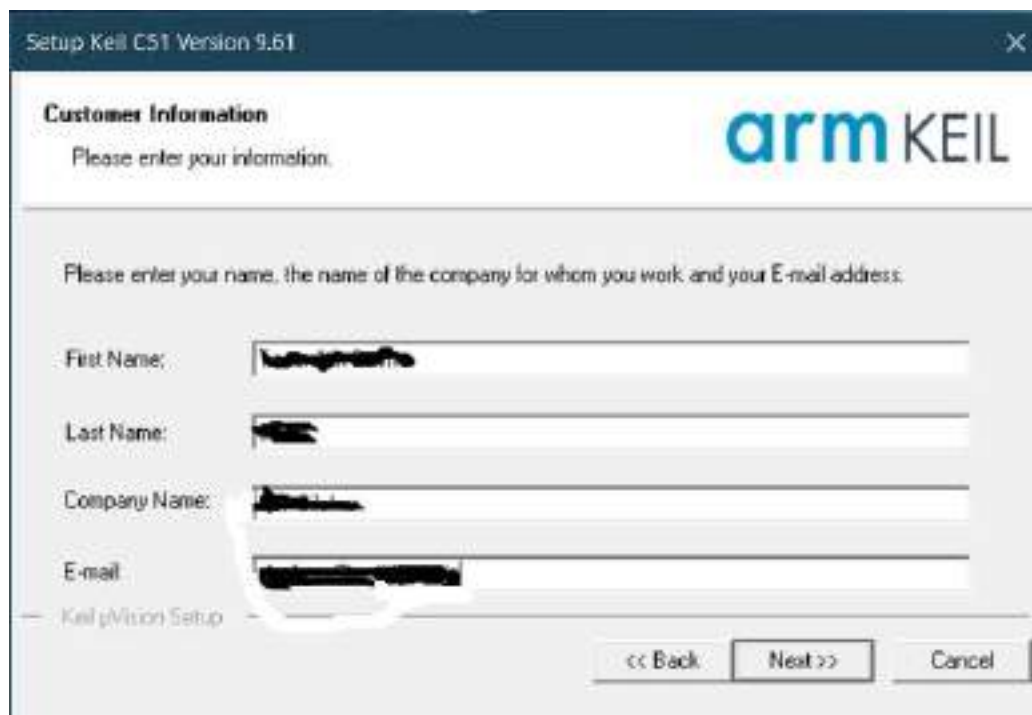 Setup Keil C51 Version 9.61
Customer Information
Please enter your information.
arm KEIL
Please enter your name, the name of the company for whom you work and your E-mail address.
First Name:
Last Name:
Company Name:
E-mail:
Keil µVision Setup
<< Back Next >> Cancel